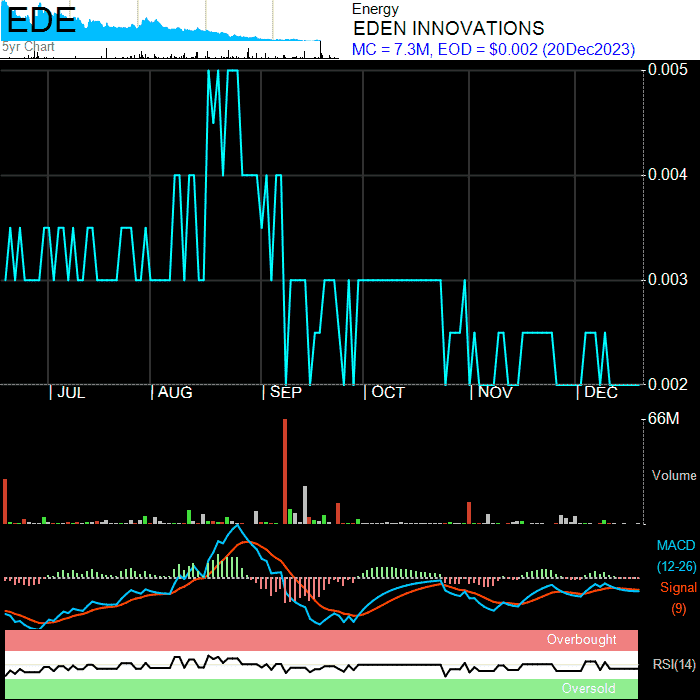 EDE
5yr Chart
Energy
EDEN INNOVATIONS
MC = 7.3M, EOD = $0.002 (20Dec2023)
0.005
0.004
0.003
0.002
JUL
AUG
SEP
OCT
NOV
DEC
66M
Volume
MACD
(12-26)
Signal
(9)
Overbought
RSI(14)
Oversold